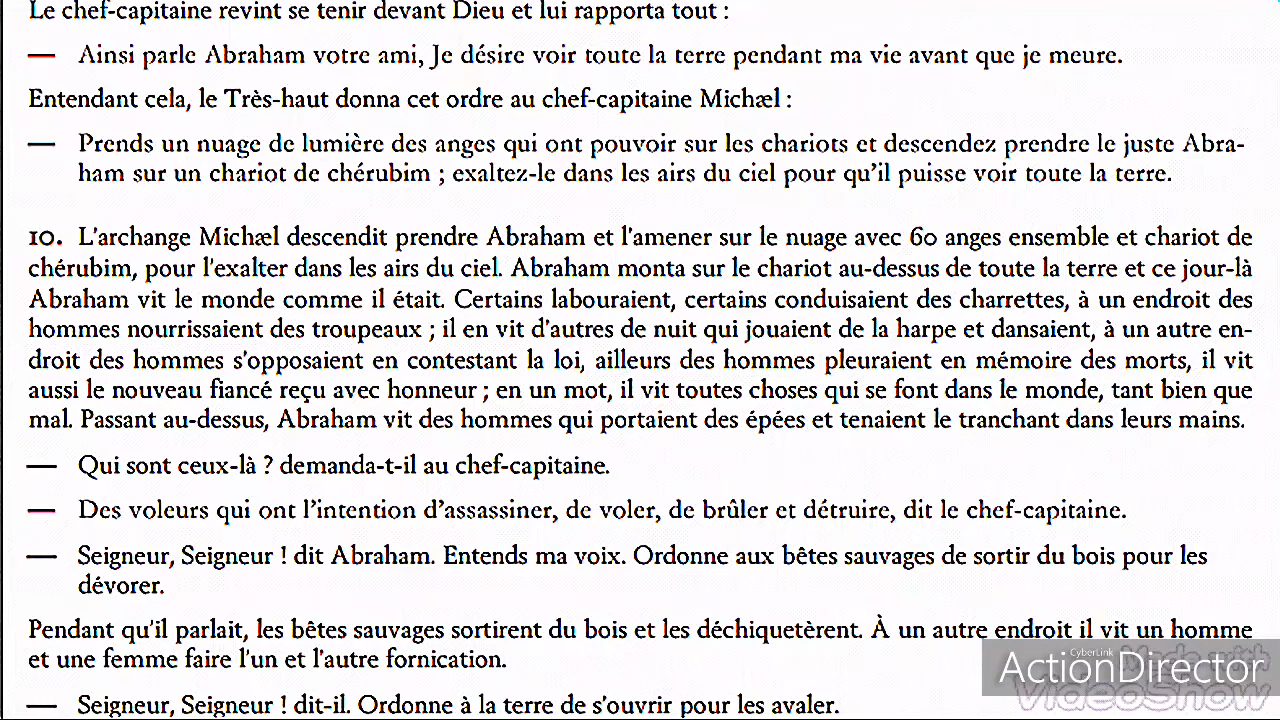 Le chef-capitaine revint se tenir devant Dieu et lui rapporta tout :
— Ainsi parle Abraham votre ami, Je désire voir toute la terre pendant ma vie avant que je meure.
Entendant cela, le Très-haut donna cet ordre au chef-capitaine Michæl :
— Prends un nuage de lumière des anges qui ont pouvoir sur les chariots et descendez prendre le juste Abra-
ham sur un chariot de chérubim ; exaltez-le dans les airs du ciel pour qu'il puisse voir toute la terre.
10. L'archange Michæl descendit prendre Abraham et l'amener sur le nuage avec 60 anges ensemble et chariot de
chérubim, pour l'exalter dans les airs du ciel. Abraham monta sur le chariot au-dessus de toute la terre et ce jour-là
Abraham vit le monde comme il était. Certains labouraient, certains conduisaient des charrettes, à un endroit des
hommes nourrissaient des troupeaux ; il en vit d'autres de nuit qui jouaient de la harpe et dansaient, à un autre en-
droit des hommes s'opposaient en contestant la loi, ailleurs des hommes pleuraient en mémoire des morts, il vit
aussi le nouveau fiancé reçu avec honneur ; en un mot, il vit toutes choses qui se font dans le monde, tant bien que
mal. Passant au-dessus, Abraham vit des hommes qui portaient des épées et tenaient le tranchant dans leurs mains.
— Qui sont ceux-là ? demanda-t-il au chef-capitaine.
— Des voleurs qui ont l'intention d'assassiner, de voler, de brûler et détruire, dit le chef-capitaine.
— Seigneur, Seigneur ! dit Abraham. Entends ma voix. Ordonne aux bêtes sauvages de sortir du bois pour les
dévorer.
Pendant qu'il parlait, les bêtes sauvages sortirent du bois et les déchiquetèrent. À un autre endroit il vit un homme
et une femme faire l'un et l'autre fornication.
— Seigneur, Seigneur ! dit-il. Ordonne à la terre de s'ouvrir pour les avaler.
CyberLink
ActionDirector
Made with
VideoShow